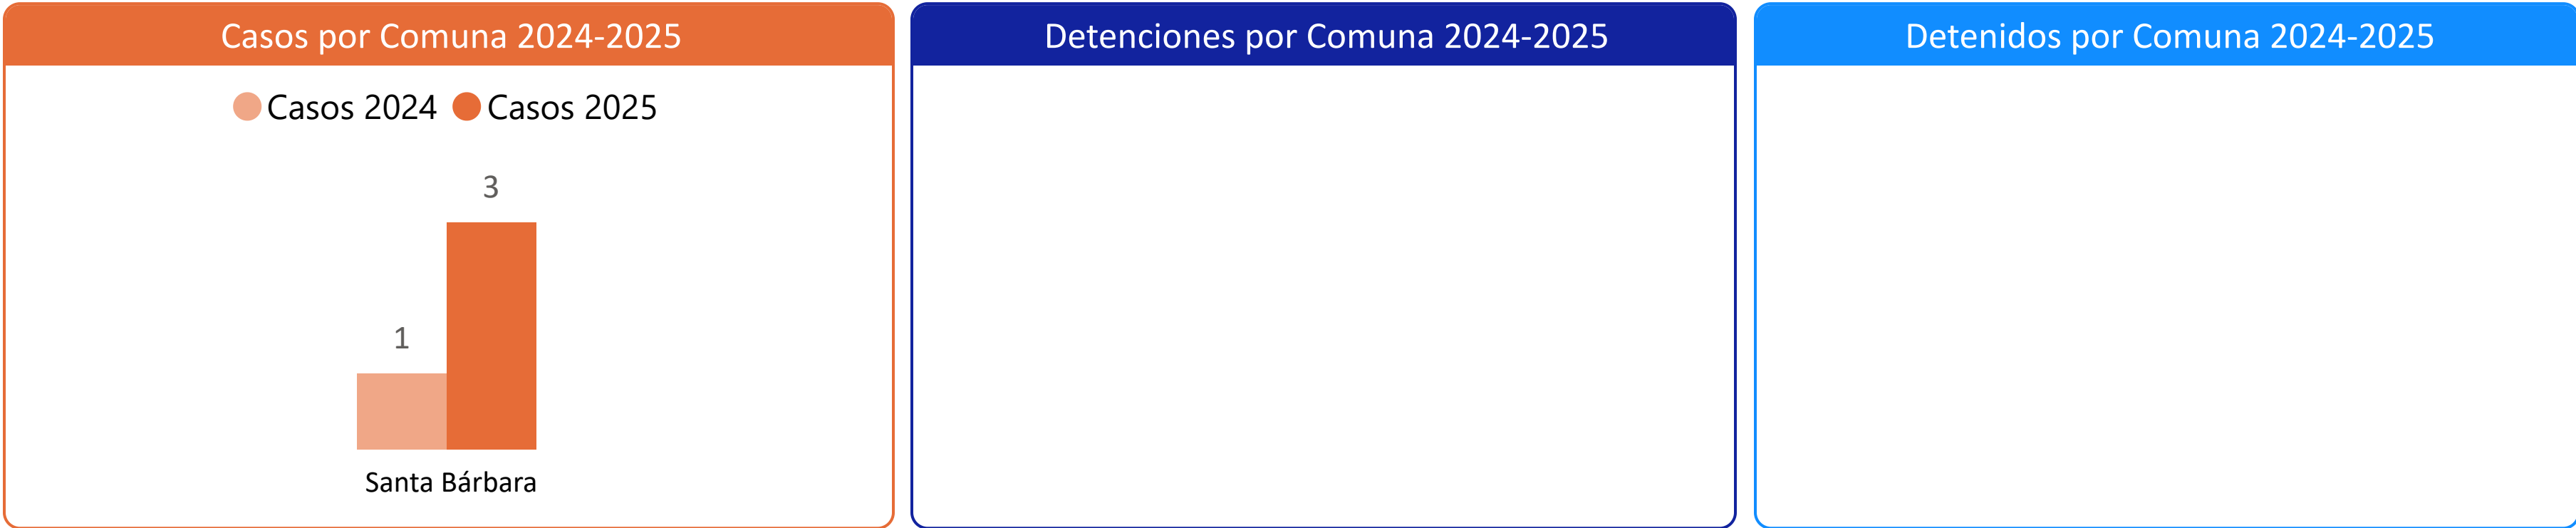 Casos por Comuna 2024-2025
Casos 2024 Casos 2025
3
1
Santa Bárbara
Detenciones por Comuna 2024-2025
Detenidos por Comuna 2024-2025